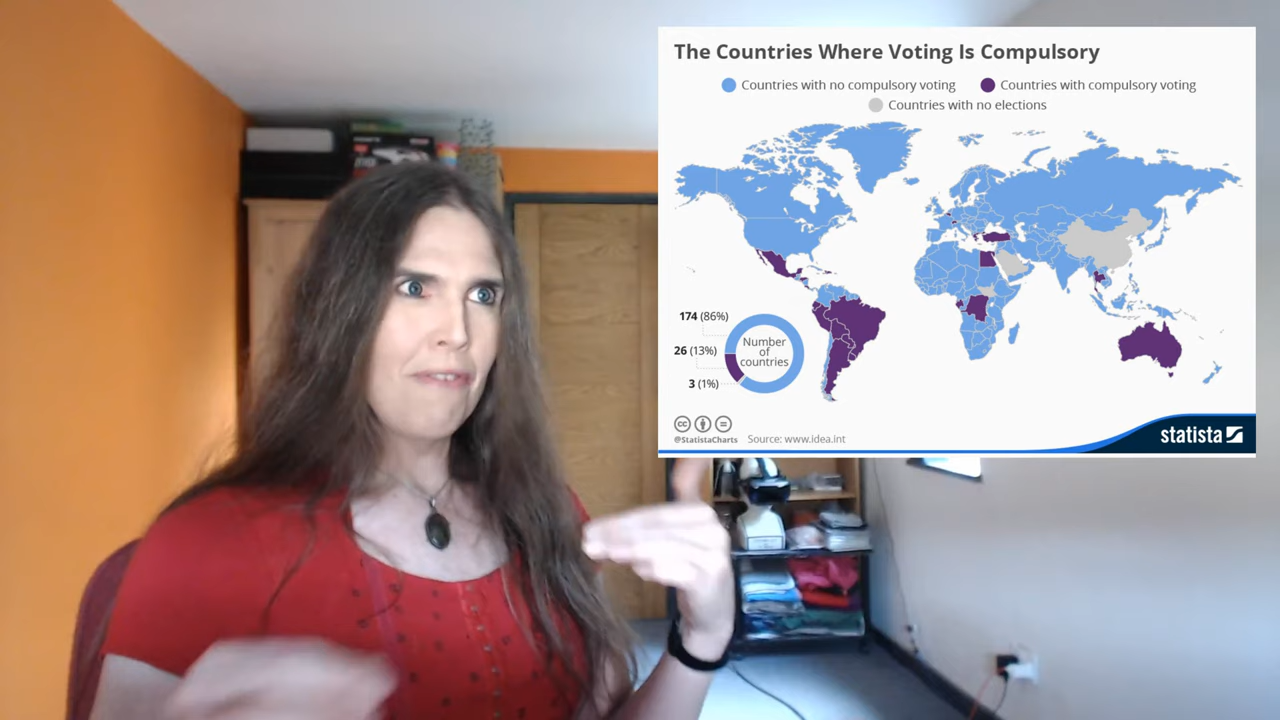 The Countries Where Voting Is Compulsory
Countries with no compulsory voting
Countries with compulsory voting
Countries with no elections
174 (86%)
26 (13%)
3 (1%)
Number
of
countries
@StatistaCharts
Source: www.idea.int
statista